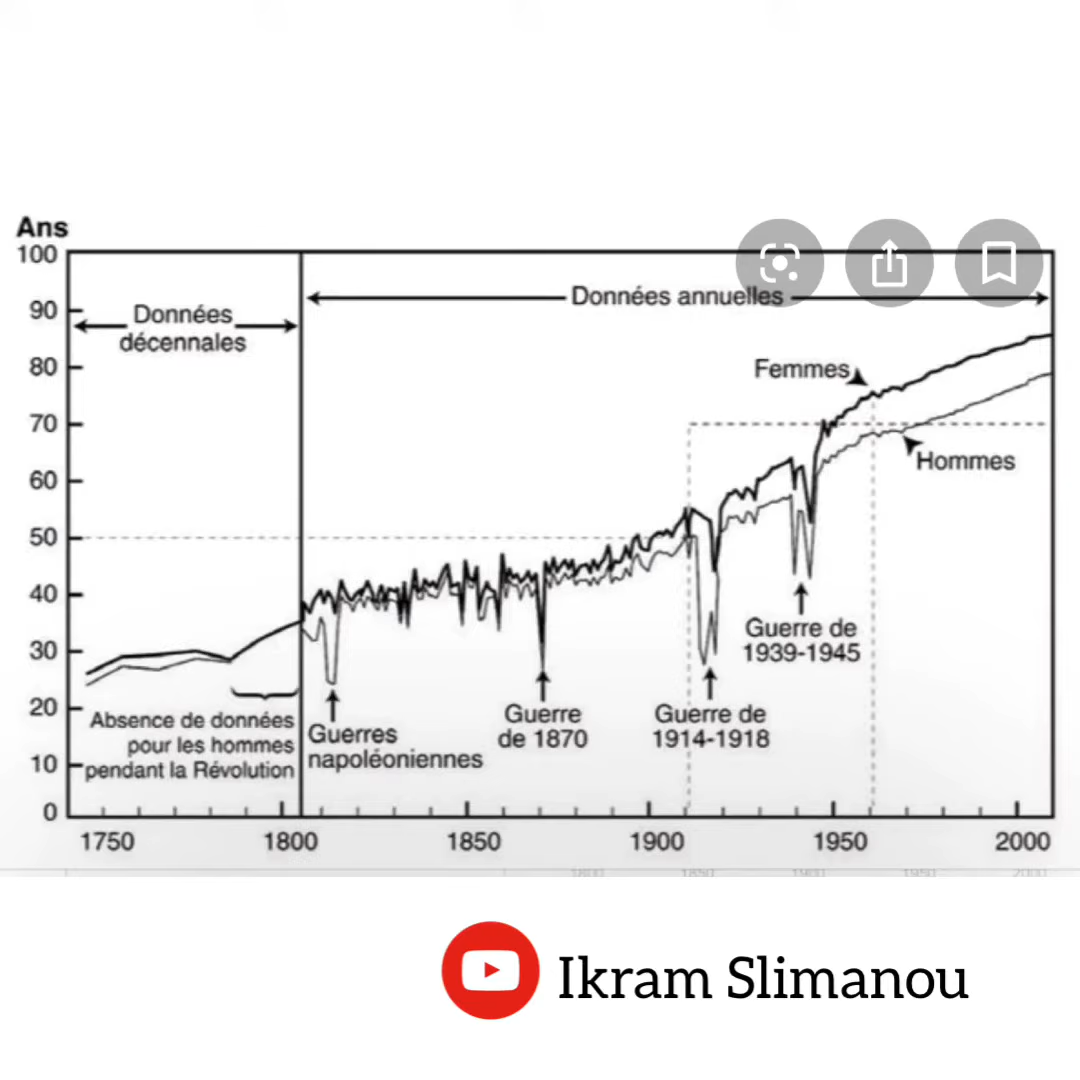 Ans
100
90
80
70
60
50
40
30
20
10
0
Données
décennales
Données annuelles
Femmes
Hommes
Guerre de
1939-1945
Absence de données
pour les hommes
pendant la Révolution
Guerres
napoléoniennes
Guerre
de 1870
Guerre de
1914-1918
1750 1800 1850 1900 1950 2000
Ikram Slimanou